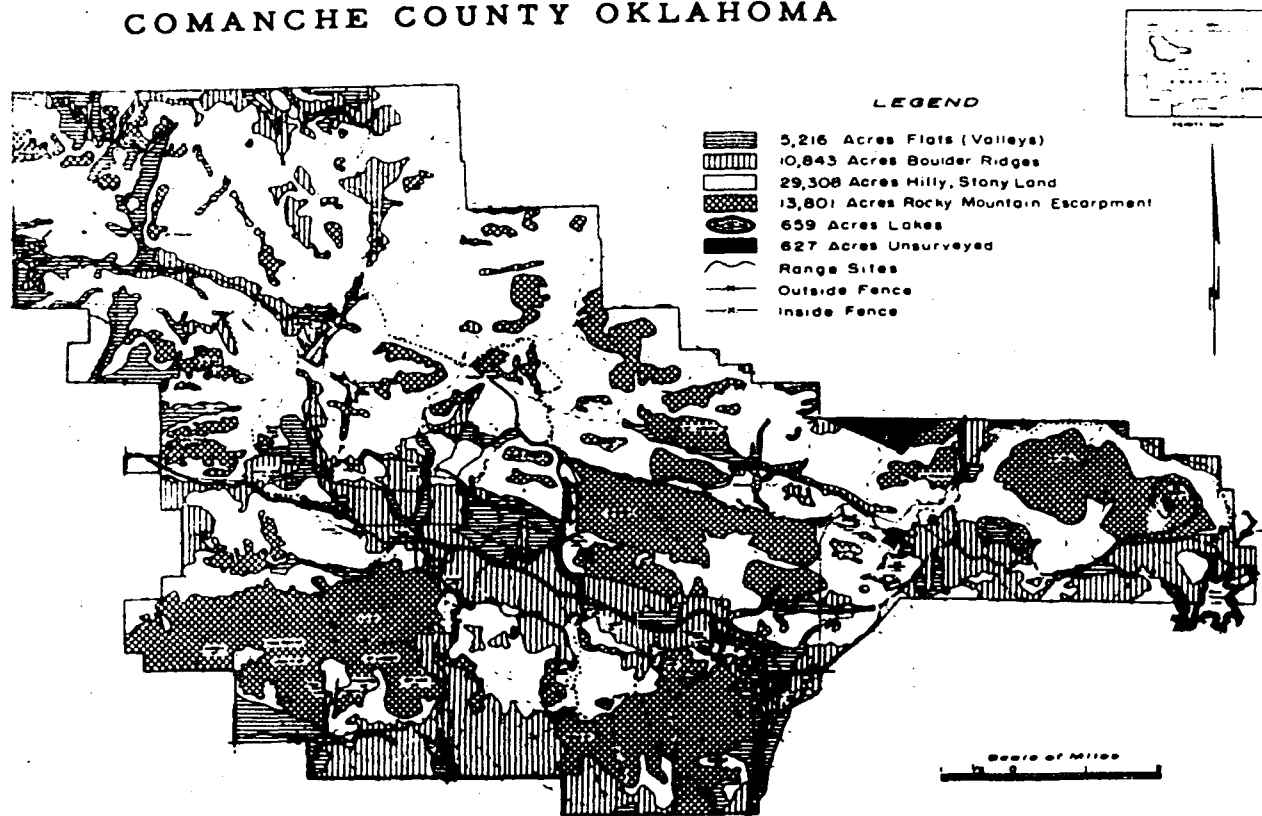 COMANCHE COUNTY OKLAHOMA
LEGEND
5,216 Acres Flats (Valleys)
10,843 Acres Boulder Ridges
29,308 Acres Hilly, Stony Land
13,801 Acres Rocky Mountain Escarpment
659 Acres Lakes
627 Acres Unsurveyed
Range Sites
Outside Fence
Inside Fence
Scale of Miles